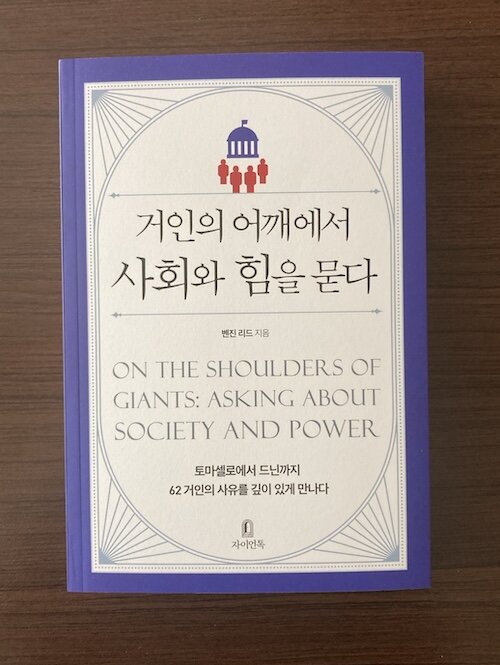 거인의 어깨에서
사회와 힘을 묻다
벤진 리드 지음
ON THE SHOULDERS OF
GIANTS: ASKING ABOUT
SOCIETY AND POWER
토마셀로에서 드닌까지
62 거인의 사유를 깊이 있게 만나다
자이언톡